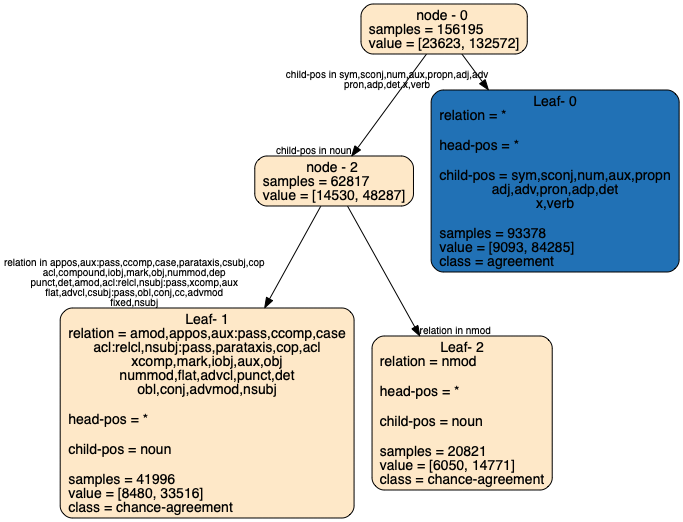 node - 0
samples = 156195
value = [23623, 132572]
child-pos in sym,sconj,num,aux,propn,adj,adv
pron,adp,det,x,verb
Leaf- 0
relation = *
head-pos = *
child-pos = sym,sconj,num,aux,propn
adj,adv,pron,adp,det
x,verb
samples = 93378
value = [9093, 84285]
class = agreement
child-pos in noun
node - 2
samples = 62817
value = [14530, 48287]
relation in appos,aux:pass,ccomp,case,parataxis,csubj,cop
acl,compound,iobj,mark,obj,nummod,dep
punct,det,amod,acl:relcl,nsubj:pass,xcomp,aux
flat,advcl,csubj:pass,obl,conj,cc,advmod
fixed,nsubj
Leaf- 1
relation = amod,appos,aux:pass,ccomp,case
acl:relcl,nsubj:pass,parataxis,cop,acl
xcomp,mark,iobj,aux,obj
nummod,flat,advcl,punct,det
obl,conj,advmod,nsubj
head-pos = *
child-pos = noun
samples = 41996
value = [8480, 33516]
class = chance-agreement
relation in nmod
Leaf- 2
relation = nmod
head-pos = *
child-pos = noun
samples = 20821
value = [6050, 14771]
class = chance-agreement